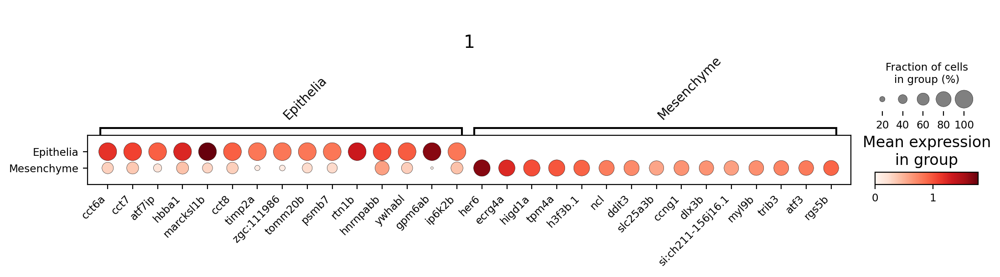 1
Epithelia
Mesenchyme
Fraction of cells
in group (%)
20 40 60 80 100
Mean expression
in group
0 1
Epithelia
Mesenchyme
cct6a
cct7
atf7ip
hbba1
marcksl1b
cct8
timp2a
zgc:111986
tomm20b
psmb7
rtn1b
hnrnpabb
ywhabl
gpm6ab
ip6k2b
her6
ecrg4a
higd1a
tpm4a
h3f3b.1
ncl
ddit3
slc25a3b
ccng1
dlx3b
si:ch211-156j16.1
myl9b
trib3
atf3
rgs5b